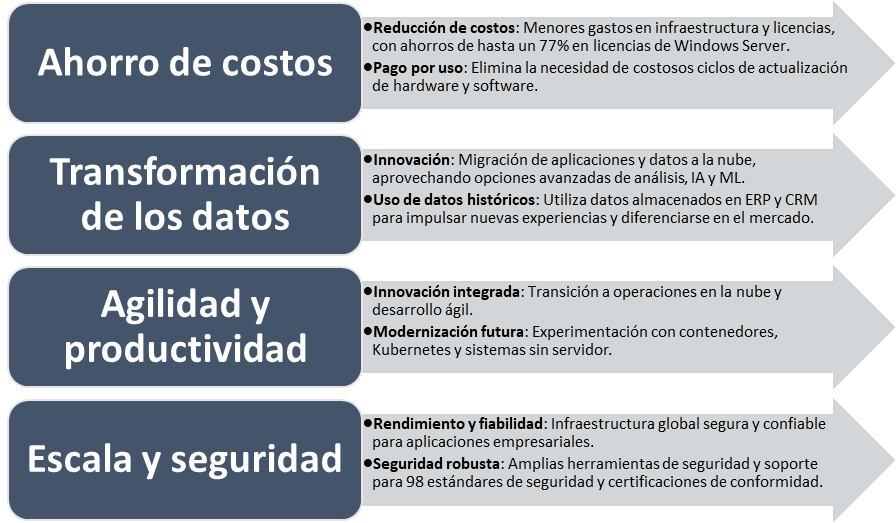 Ahorro de costos
•Reducción de costos: Menores gastos en infraestructura y licencias,
con ahorros de hasta un 77% en licencias de Windows Server.
•Pago por uso: Elimina la necesidad de costosos ciclos de actualización
de hardware y software.
Transformación
de los datos
•Innovación: Migración de aplicaciones y datos a la nube,
aprovechando opciones avanzadas de análisis, IA y ML.
•Uso de datos históricos: Utiliza datos almacenados en ERP y CRM
para impulsar nuevas experiencias y diferenciarse en el mercado.
Agilidad y
productividad
•Innovación integrada: Transición a operaciones en la nube y
desarrollo ágil.
•Modernización futura: Experimentación con contenedores,
Kubernetes y sistemas sin servidor.
Escala y seguridad
•Rendimiento y fiabilidad: Infraestructura global segura y confiable
para aplicaciones empresariales.
•Seguridad robusta: Amplias herramientas de seguridad y soporte
para 98 estándares de seguridad y certificaciones de conformidad.